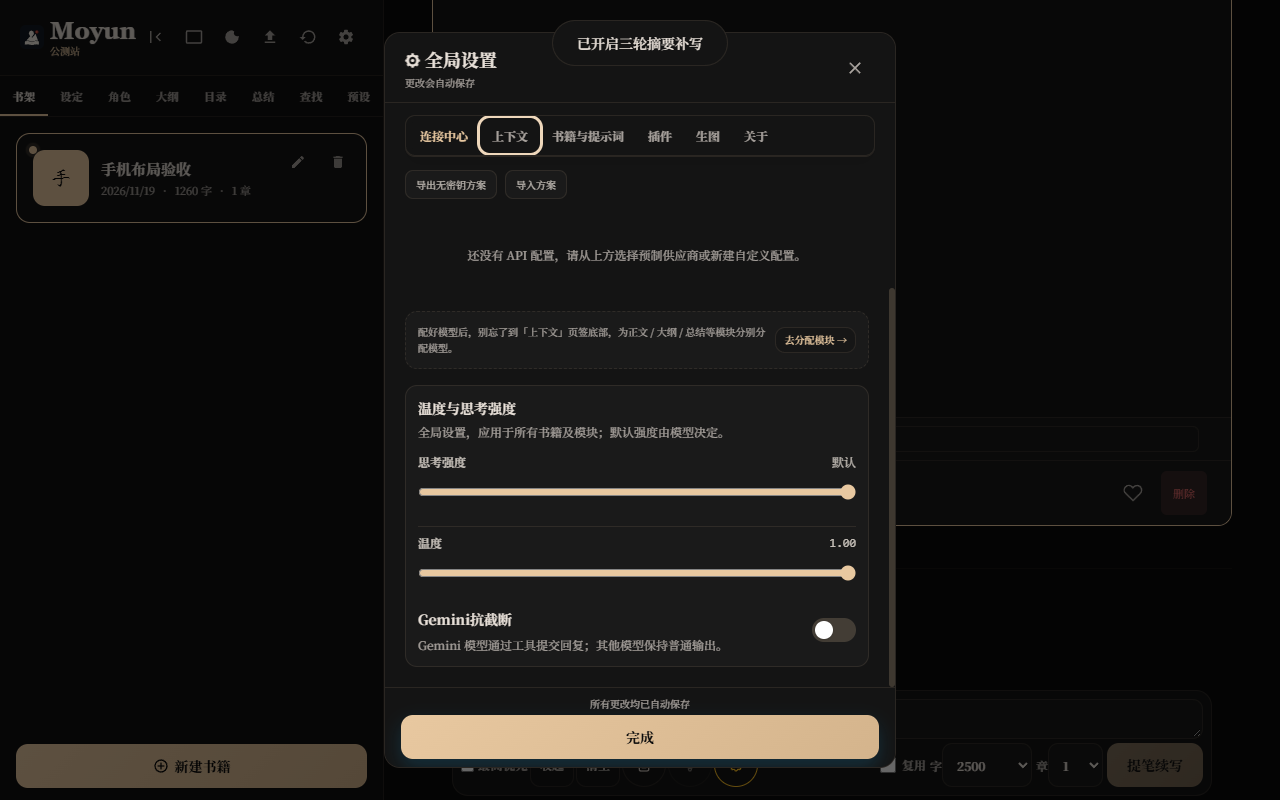 Moyun
公测站
书架 设定 角色 大纲 目录 总结 查找 预设
手
手机布局验收
2026/11/19 · 1260 字 · 1 章
新建书籍
已开启三轮摘要补写
全局设置
更改会自动保存
连接中心 上下文 书籍与提示词 插件 生图 关于
导出无密钥方案 导入方案
还没有 API 配置，请从上方选择预制供应商或新建自定义配置。
配好模型后，别忘了到「上下文」页签底部，为正文 / 大纲 / 总结等模块分别分
配模型。
去分配模块 →
温度与思考强度
全局设置，应用于所有书籍及模块；默认强度由模型决定。
思考强度 默认
温度 1.00
Gemini抗截断
Gemini 模型通过工具提交回复；其他模型保持普通输出。
所有更改均已自动保存
完成
删除
复用 字 2500 章 1 提笔续写